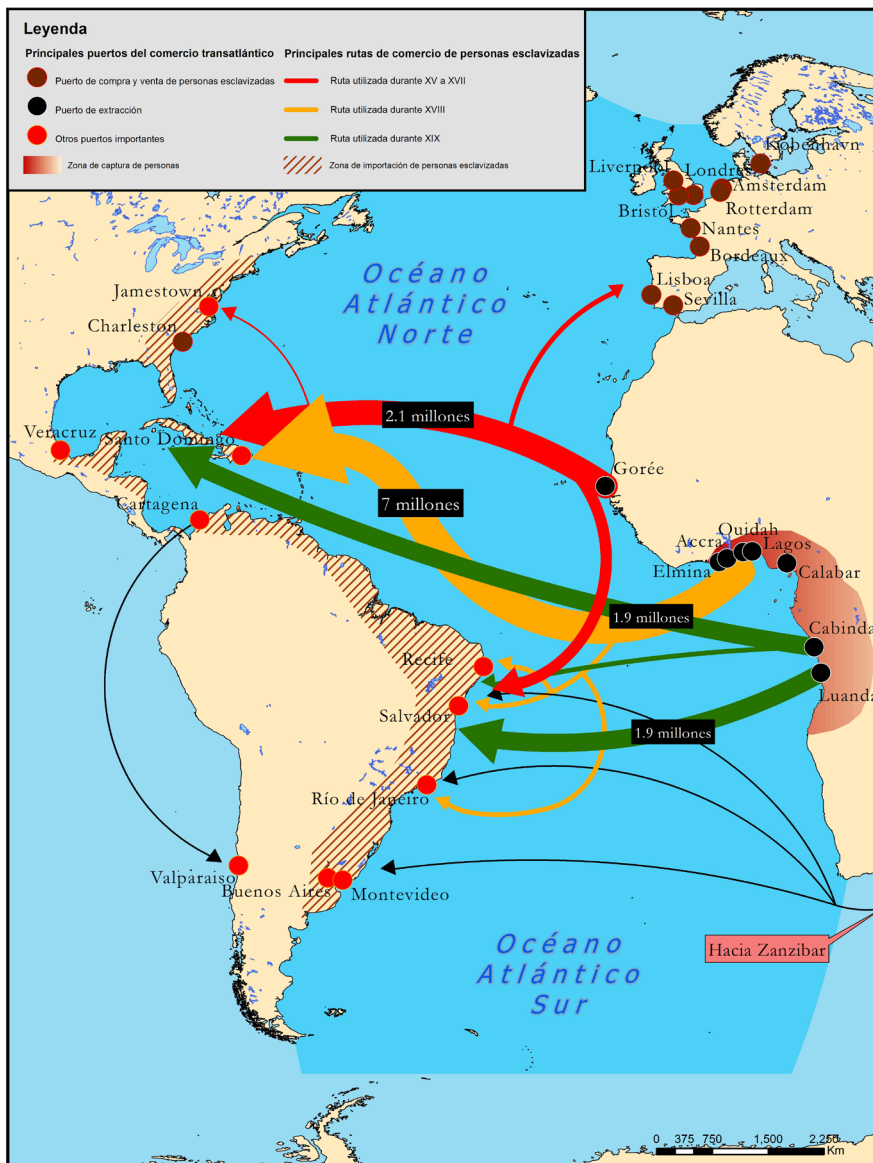 Leyenda
Principales puertos del comercio transatlántico
Puerto de compra y venta de personas esclavizadas
Puerto de extracción
Otros puertos importantes
Zona de captura de personas
Principales rutas de comercio de personas esclavizadas
Ruta utilizada durante XV a XVII
Ruta utilizada durante XVIII
Ruta utilizada durante XIX
Zona de importación de personas esclavizadas
København
Liverpool
Londres
Amsterdam
Bristol
Rotterdam
Nantes
Bordeaux
Lisboa
Sevilla
Océano
Atlántico
Norte
Jamestown
Charleston
2.1 millones
Veracruz
Santo Domingo
Gorée
7 millones
Cartagena
Ouidah
Accra
Lagos
Elmina
Calabar
1.9 millones
Cabinda
Recife
Luanda
Salvador
1.9 millones
Río de Janeiro
Valparaiso
Buenos Aires
Montevideo
Hacia Zanzibar
Océano
Atlántico
Sur
0 375 750 1,500 2,250
Km